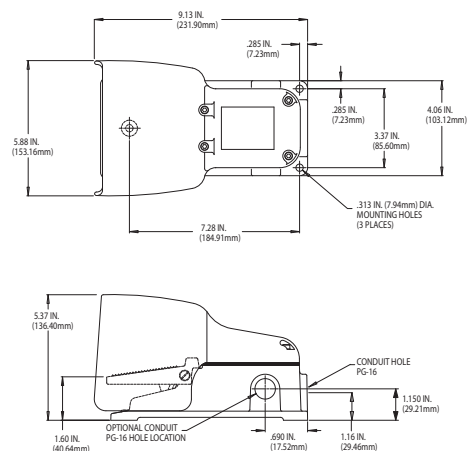 9.13 IN.
(231.90mm)
.285 IN.
(7.23mm)
5.88 IN.
(153.16mm)
.285 IN.
(7.23mm)
3.37 IN.
(85.60mm)
4.06 IN.
(103.12mm)
7.28 IN.
(184.91mm)
.313 IN. (7.94mm) DIA.
MOUNTING HOLES
(3 PLACES)
5.37 IN.
(136.40mm)
CONDUIT HOLE
PG-16
1.60 IN.
(40.64mm)
OPTIONAL CONDUIT
PG-16 HOLE LOCATION
.690 IN.
(17.52mm)
1.16 IN.
(29.46mm)
1.150 IN.
(29.21mm)